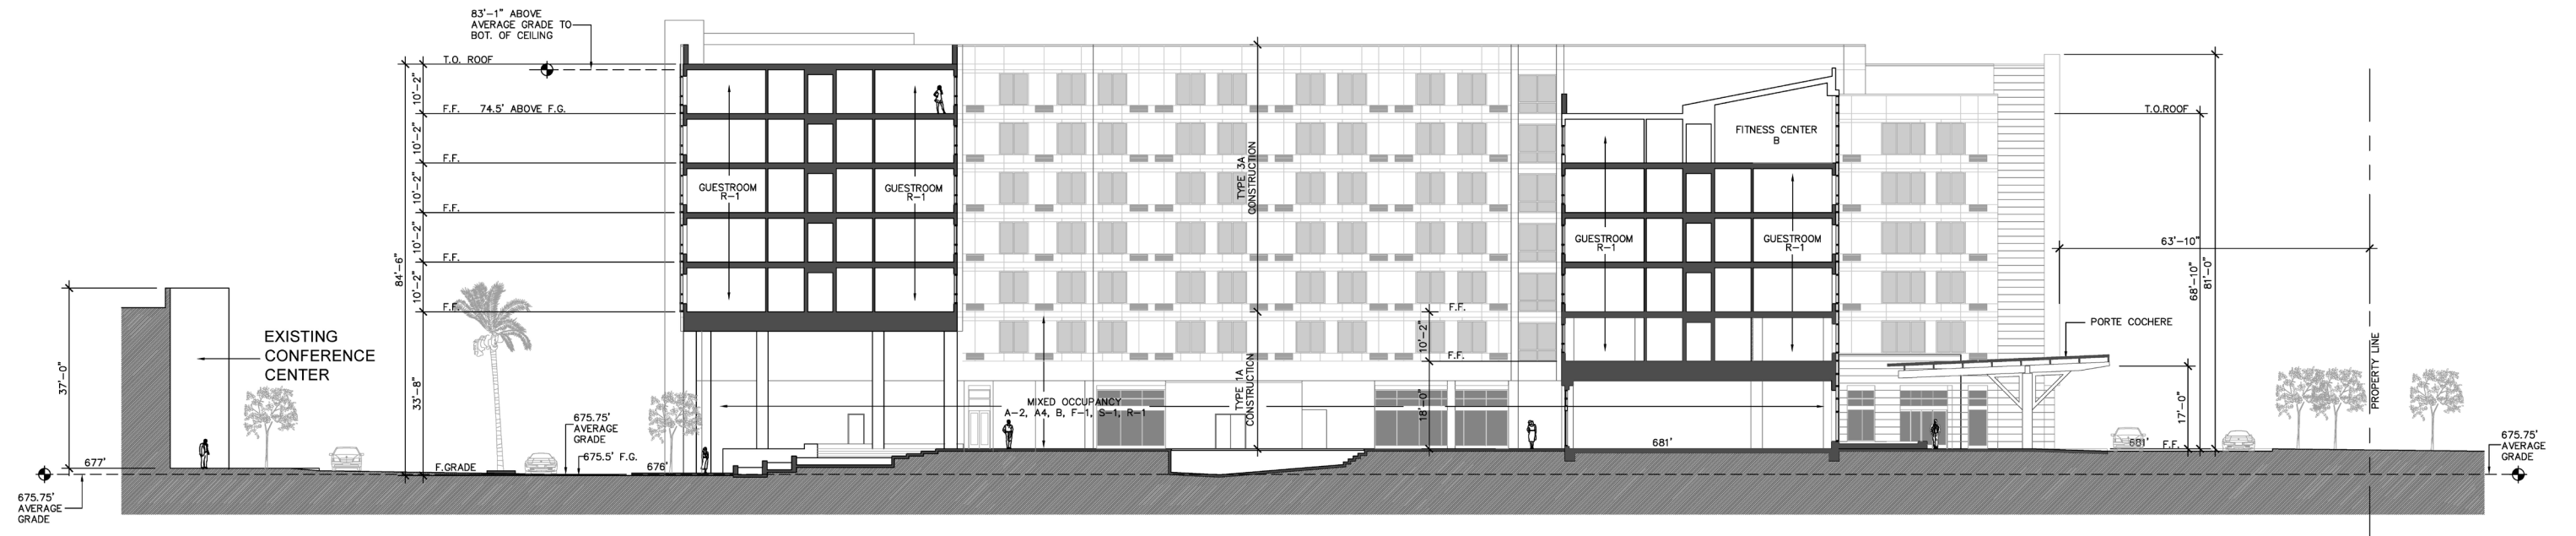 83'-1" ABOVE
AVERAGE GRADE TO
BOT. OF CEILING
T.O. ROOF
10'-2"
F.F. 74.5' ABOVE F.G.
10'-2"
F.F.
10'-2"
F.F.
10'-2"
F.F.
10'-2"
F.F.
84'-6"
33'-8"
F.GRADE
37'-0"
EXISTING
CONFERENCE
CENTER
677'
675.75'
AVERAGE
GRADE
675.75'
AVERAGE
GRADE
675.5' F.G.
676'
GUESTROOM
R-1
GUESTROOM
R-1
TYPE 3A
CONSTRUCTION
TYPE 1A
CONSTRUCTION
MIXED OCCUPANCY
A-2, A4, B, F-1, S-1, R-1
F.F.
10'-2"
F.F.
18'-0"
FITNESS CENTER
B
GUESTROOM
R-1
GUESTROOM
R-1
681'
T.O.ROOF
63'-10"
68'-10"
81'-0"
PORTE COCHERE
17'-0"
681' F.F.
PROPERTY LINE
675.75'
AVERAGE
GRADE